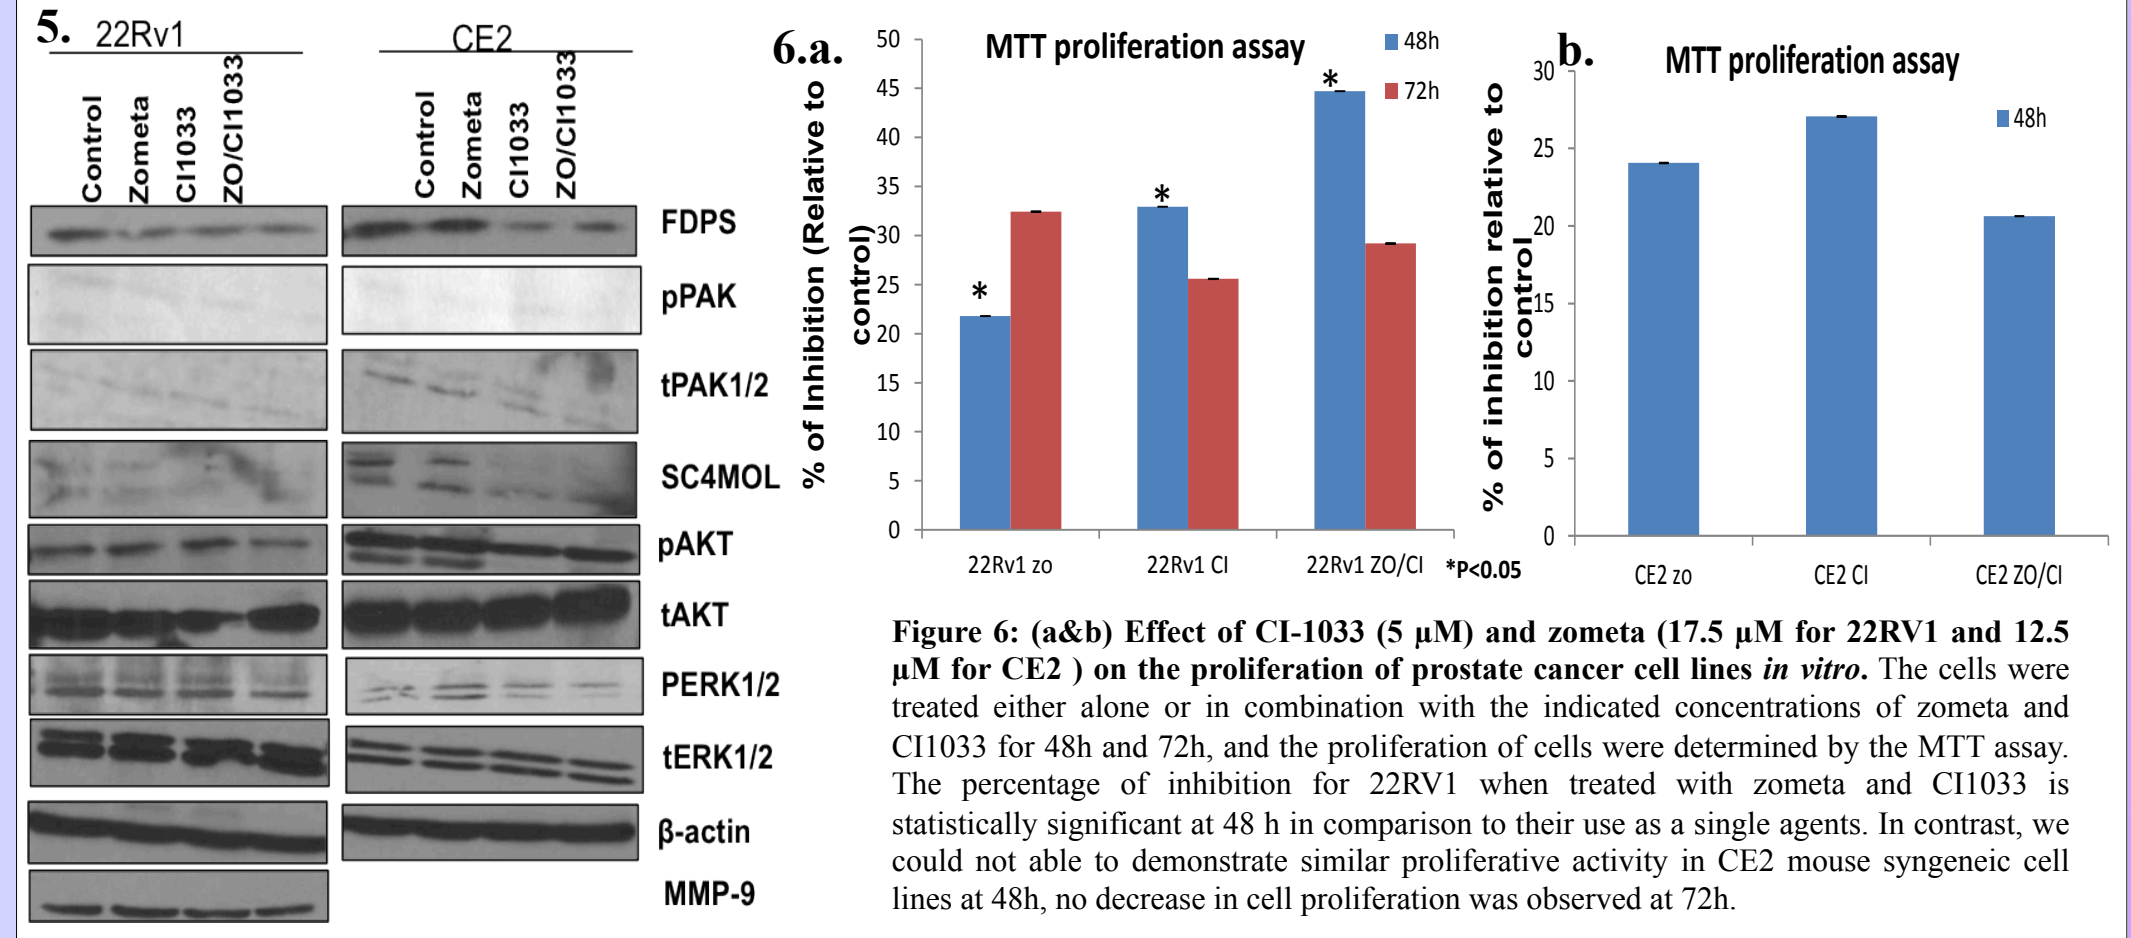 5.
22Rv1
CE2
Control
Zometa
CI1033
ZO/CI1033
Control
Zometa
CI1033
ZO/CI1033
FDPS
pPAK
tPAK1/2
SC4MOL
pAKT
tAKT
PERK1/2
tERK1/2
β-actin
MMP-9
6.a.
MTT proliferation assay
48h
72h
% of Inhibition (Relative to
control)
50
45
40
35
30
25
20
15
10
5
0
*
*
*
22Rv1 zo
22Rv1 CI
22Rv1 ZO/CI
*P<0.05
b.
MTT proliferation assay
48h
% of inhibition relative to
control
30
25
20
15
10
5
0
CE2 zo
CE2 CI
CE2 ZO/CI
Figure 6: (a&b) Effect of CI-1033 (5 µM) and zometa (17.5 µM for 22RV1 and 12.5
µM for CE2 ) on the proliferation of prostate cancer cell lines in vitro. The cells were
treated either alone or in combination with the indicated concentrations of zometa and
CI1033 for 48h and 72h, and the proliferation of cells were determined by the MTT assay.
The percentage of inhibition for 22RV1 when treated with zometa and CI1033 is
statistically significant at 48 h in comparison to their use as a single agents. In contrast, we
could not able to demonstrate similar proliferative activity in CE2 mouse syngeneic cell
lines at 48h, no decrease in cell proliferation was observed at 72h.